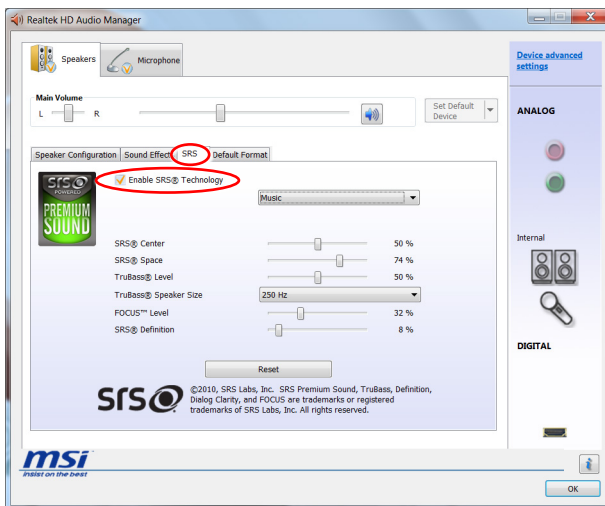 Realtek HD Audio Manager
Speakers
Microphone
Device advanced
settings
Main Volume
L R
Set Default
Device
ANALOG
Speaker Configuration Sound Effect SRS Default Format
Enable SRS® Technology
SRS
POWERED
PREMIUM
SOUND
Music
SRS® Center 50 %
SRS® Space 74 %
TruBass® Level 50 %
TruBass® Speaker Size 250 Hz
FOCUS™ Level 32 %
SRS® Definition 8 %
Internal
DIGITAL
Reset
SRS
©2010, SRS Labs, Inc. SRS Premium Sound, TruBass, Definition,
Dialog Clarity, and FOCUS are trademarks or registered
trademarks of SRS Labs, Inc. All rights reserved.
msi
insist on the best
i
OK